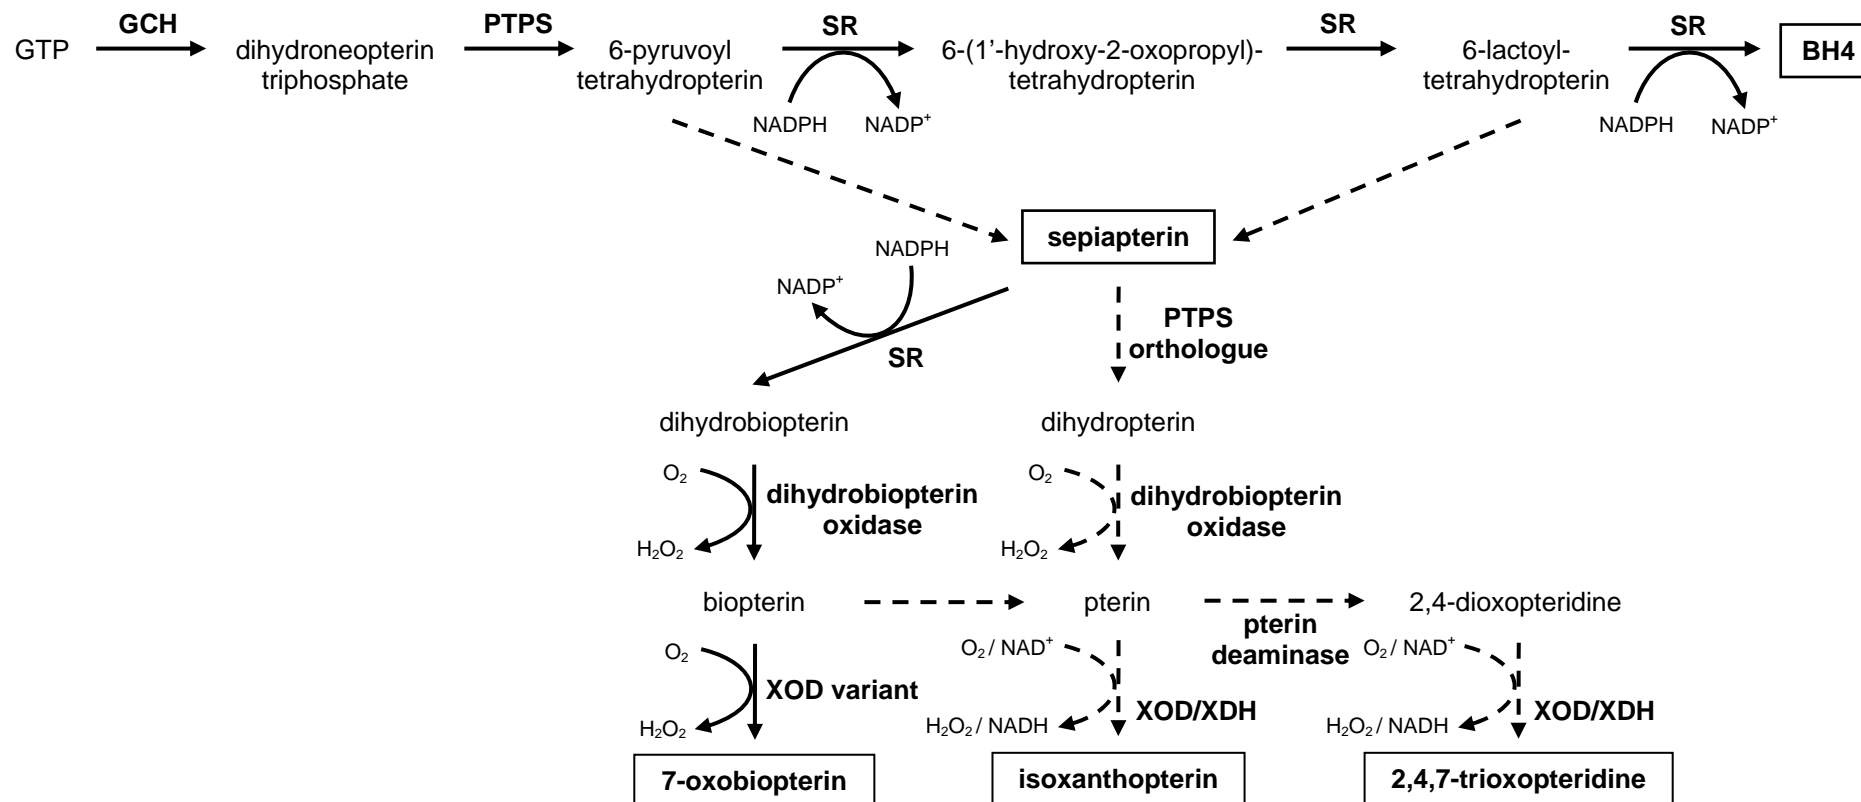 GCH
PTPS
SR
SR
SR
GTP
dihydroneopterin
triphosphate
6-pyruvoyl
tetrahydropterin
6-(1'-hydroxy-2-oxopropyl)-
tetrahydropterin
6-lactoyl-
tetrahydropterin
BH4
NADPH
NADP+
NADPH
NADP+
sepiapterin
NADPH
NADP+
SR
PTPS
orthologue
dihydrobiopterin
dihydropterin
O2
dihydrobiopterin
oxidase
H2O2
O2
dihydrobiopterin
oxidase
H2O2
biopterin
pterin
pterin
deaminase
2,4-dioxopteridine
O2
XOD variant
H2O2
O2 / NAD+
XOD/XDH
H2O2 / NADH
O2 / NAD+
XOD/XDH
H2O2 / NADH
7-oxobiopterin
isoxanthopterin
2,4,7-trioxopteridine